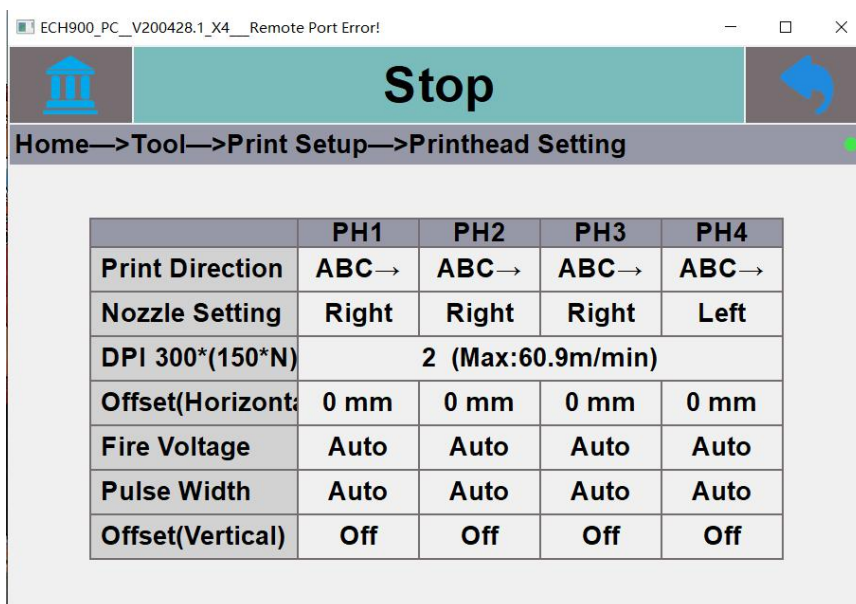 ECH900_PC__V200428.1_X4___Remote Port Error!
Stop
Home—>Tool—>Print Setup—>Printhead Setting
PH1 PH2 PH3 PH4
Print Direction ABC→ ABC→ ABC→ ABC→
Nozzle Setting Right Right Right Left
DPI 300*(150*N) 2 (Max:60.9m/min)
Offset(Horizonta 0 mm 0 mm 0 mm 0 mm
Fire Voltage Auto Auto Auto Auto
Pulse Width Auto Auto Auto Auto
Offset(Vertical) Off Off Off Off